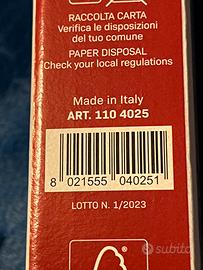 RACCOLTA CARTA
Verifica le disposizioni
del tuo comune
PAPER DISPOSAL
Check your local regulations
Made in Italy
ART. 110 4025
8 021555 040251
LOTTO N. 1/2023
subito